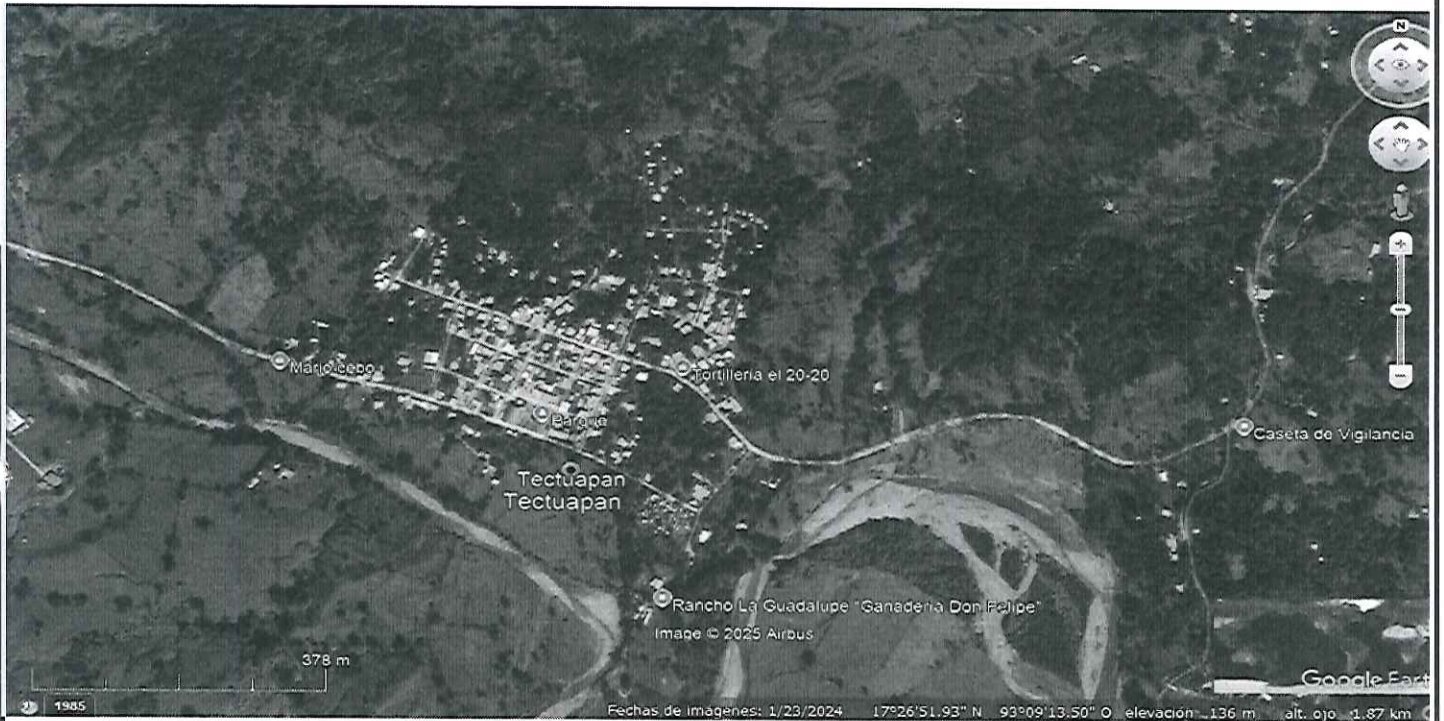 N
Mario cebo
Tortilleria el 20-20
Parque
Caseta de Vigilancia
Tectuapan
Tectuapan
Rancho La Guadalupe "Ganaderia Don Felipe"
Image © 2025 Airbus
378 m
Google Eart
1985
Fechas de imágenes: 1/23/2024 17°26'51.93" N 93°09'13.50" O elevación 136 m alt. ojo 1.87 km